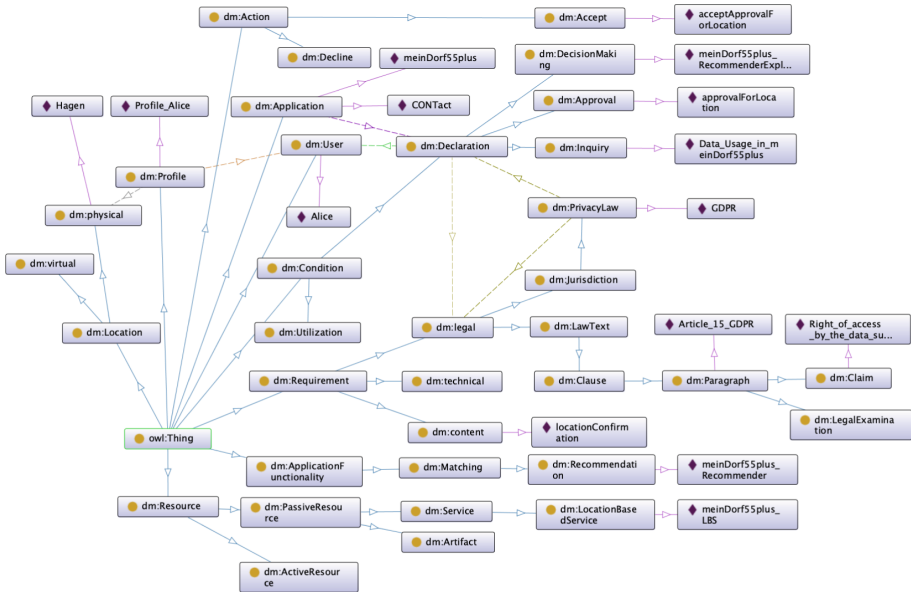 dm:Action
dm:Accept
acceptApprovalF
orLocation
dm:Decline
meinDorf55plus
dm:DecisionMaki
ng
meinDorf55plus_
RecommenderExpl...
Hagen
Profile_Alice
dm:Application
CONTact
dm:Approval
approvalForLoca
tion
dm:User
dm:Declaration
dm:Inquiry
Data_Usage_in_m
einDorf55plus
dm:Profile
dm:physical
Alice
dm:PrivacyLaw
GDPR
dm:virtual
dm:Condition
dm:Jurisdiction
dm:Location
dm:Utilization
dm:legal
dm:LawText
Article_15_GDPR
Right_of_access
_by_the_data_su...
dm:Requirement
dm:technical
dm:Clause
dm:Paragraph
dm:Claim
owl:Thing
dm:content
locationConfirm
ation
dm:LegalExamina
tion
dm:ApplicationF
unctionality
dm:Matching
dm:Recommendati
on
meinDorf55plus_
Recommender
dm:Resource
dm:PassiveResou
rce
dm:Service
dm:LocationBase
dService
meinDorf55plus_
LBS
dm:Artifact
dm:ActiveResour
ce